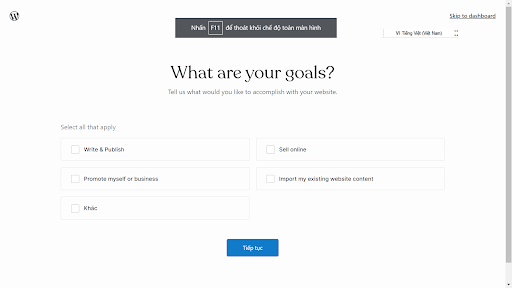 Skip to dashboard
Nhấn F11 để thoát khỏi chế độ toàn màn hình
VI Tiếng Việt (Việt Nam)
What are your goals?
Tell us what would you like to accomplish with your website.
Select all that apply
Write & Publish
Sell online
Promote myself or business
Import my existing website content
Khác
Tiếp tục